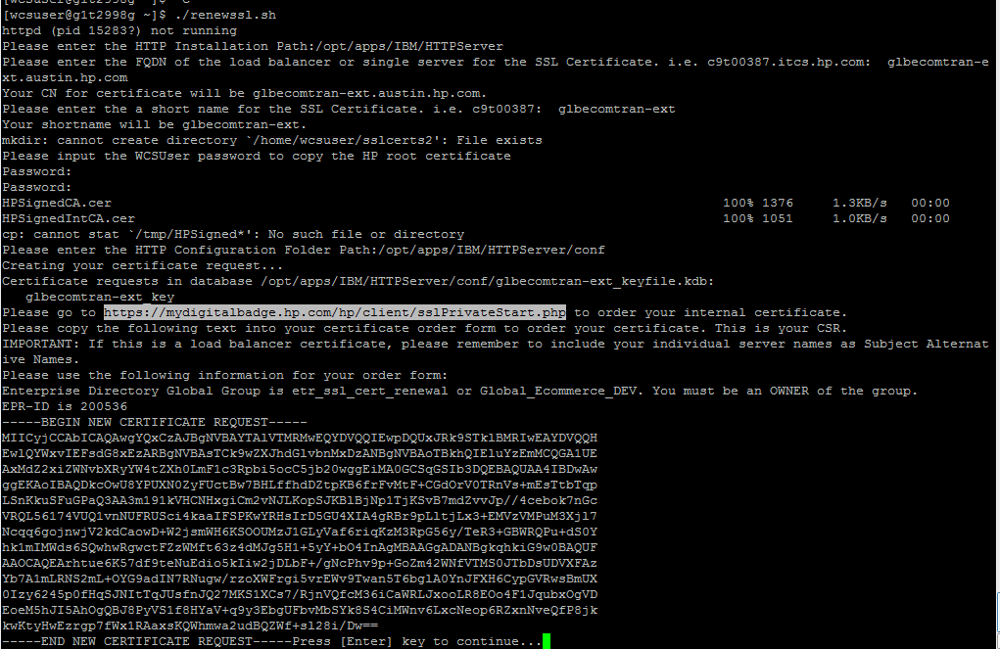 [wcsuser@g1t2998g ~]$ ^C
[wcsuser@g1t2998g ~]$ ./renewssl.sh
httpd (pid 15283?) not running
Please enter the HTTP Installation Path:/opt/apps/IBM/HTTPServer
Please enter the FQDN of the load balancer or single server for the SSL Certificate. i.e. c9t00387.itcs.hp.com:  glbecomtran-e
xt.austin.hp.com
Your CN for certificate will be glbecomtran-ext.austin.hp.com.
Please enter the a short name for the SSL Certificate. i.e. c9t00387:  glbecomtran-ext
Your shortname will be glbecomtran-ext.
mkdir: cannot create directory `/home/wcsuser/sslcerts2': File exists
Please input the WCSUser password to copy the HP root certificate
Password:
Password:
HPSignedCA.cer 100% 1376 1.3KB/s 00:00
HPSignedIntCA.cer 100% 1051 1.0KB/s 00:00
cp: cannot stat `/tmp/HPSigned*': No such file or directory
Please enter the HTTP Configuration Folder Path:/opt/apps/IBM/HTTPServer/conf
Creating your certificate request...
Certificate requests in database /opt/apps/IBM/HTTPServer/conf/glbecomtran-ext_keyfile.kdb:
glbecomtran-ext_key
Please go to https://mydigitalbadge.hp.com/hp/client/sslPrivateStart.php to order your internal certificate.
Please copy the following text into your certificate order form to order your certificate. This is your CSR.
IMPORTANT: If this is a load balancer certificate, please remember to include your individual server names as Subject Alternat
ive Names.
Please use the following information for your order form:
Enterprise Directory Global Group is etr_ssl_cert_renewal or Global_Ecommerce_DEV. You must be an OWNER of the group.
EPR-ID is 200536
-----BEGIN NEW CERTIFICATE REQUEST-----
MIICyjCCAbICAQAwgYQxCzAJBgNVBAYTAlVTMRMwEQYDVQQIEwpDQUxJRk9STklBMRIwEAYDVQQH
EwlQYWxvIEFsdG8xEzARBgNVBAsTCk9wZXJhdGlvbnMxDzANBgNVBAoTBkhQIEluYzEmMCQGA1UE
AxMdZ2xiZWNvbXRyYW4tZXh0LmF1c3Rpbi5ocC5jb20wggEiMA0GCSqGSIb3DQEBAQUAA4IBDwAw
ggEKAoIBAQDkcOwU8YPUXN0ZyFUctBw7BHLffhdDZtpKB6frFvMtF+CGdOrV0TRnVs+mEsTtbTqp
LSnKkuSFuGPaQ3AA3m191kVHCNHxgiCm2vNJLKopSJKBlBjNp1TjKSvB7mdZvvJp//4cebok7nGc
VRQL56174VUQ1vnNUFRUSci4kaaIFSPKwYRHsIrD5GU4XIA4gRBr9pLltjLx3+EMVzVMPuM3Xjl7
Ncqq6gojnwjV2kdCaowD+W2jsmWH6KSOOUMzJ1GLyVaf6riqKzM3RpG56y/TeR3+GBWRQPu+dS0Y
hk1mIMWds6SQwhwRgwctFZzWMft63z4dMJg5H1+5yY+bO4InAgMBAAGgADANBgkqhkiG9w0BAQUF
AAOCAQEArhtue6K57df9teNuEdio5kIiw2jDLbF+/gNcPhv9p+GoZm42WNfVTMS0JTbDsUDVXFAz
Yb7A1mLRNS2mL+OYG9adIN7RNugw/rzoXWFrgi5vrEWv9Twan5T6bglA0YnJFXH6CypGVRwsBmUX
0Izy6245p0fHqSJNItTqJUsfnJQ27MKS1XCs7/RjnVQfcM36iCaWRLJxooLR8EOo4F1JqubxOgVD
EoeM5hJI5AhOgQBJ8PyVS1f8HYaV+q9y3EbgUFbvMbSYk8S4CiMWnv6LxcNeop6RZxnNveQfP8jk
kwKtyHwEzrgp7fWx1RAaxsKQWhmwa2udBQZWf+sl28i/Dw==
-----END NEW CERTIFICATE REQUEST-----Press [Enter] key to continue...